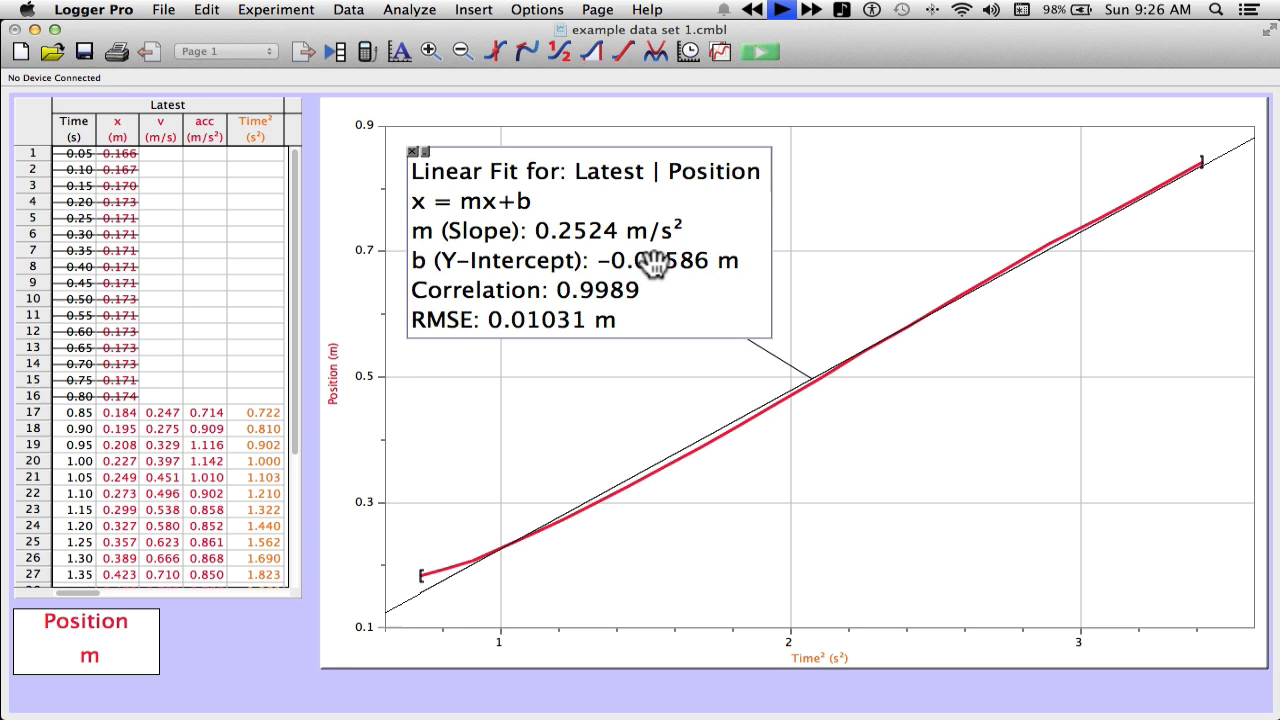 Logger Pro File Edit Experiment Data Analyze Insert Options Page Help 98% Sun 9:26 AM
example data set 1.cmbl
Page 1
No Device Connected
Latest
Time (s) x (m) v (m/s) acc (m/s²) Time² (s²)
1 0.05 0.166
2 0.10 0.167
3 0.15 0.170
4 0.20 0.173
5 0.25 0.171
6 0.30 0.171
7 0.35 0.171
8 0.40 0.171
9 0.45 0.171
10 0.50 0.173
11 0.55 0.171
12 0.60 0.173
13 0.65 0.173
14 0.70 0.173
15 0.75 0.171
16 0.80 0.174
17 0.85 0.184 0.247 0.714 0.722
18 0.90 0.195 0.275 0.909 0.810
19 0.95 0.208 0.329 1.116 0.902
20 1.00 0.227 0.397 1.142 1.000
21 1.05 0.249 0.451 1.010 1.103
22 1.10 0.273 0.496 0.902 1.210
23 1.15 0.299 0.538 0.858 1.322
24 1.20 0.327 0.580 0.852 1.440
25 1.25 0.357 0.623 0.861 1.562
26 1.30 0.389 0.666 0.868 1.690
27 1.35 0.423 0.710 0.850 1.823
Position
m
Linear Fit for: Latest | Position
x = mx+b
m (Slope): 0.2524 m/s²
b (Y-Intercept): m
Correlation: 0.9989
RMSE: 0.01031 m
0.9
0.7
0.5
0.3
0.1
Position (m)
1 2 3
Time² (s²)